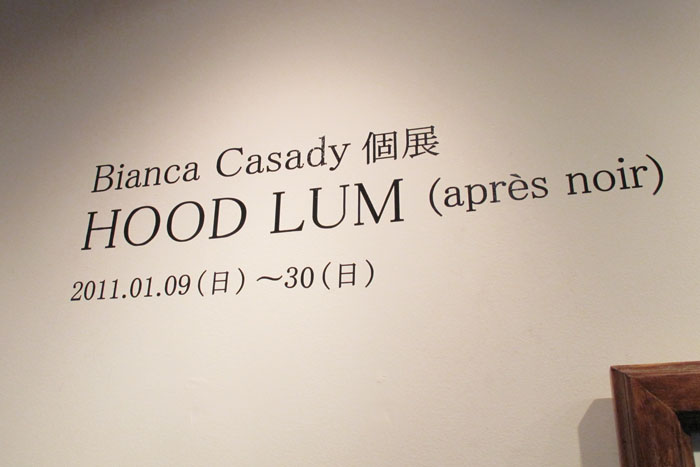 Bianca Casady 個展
HOOD LUM (après noir)
2011.01.09(日)〜30(日)